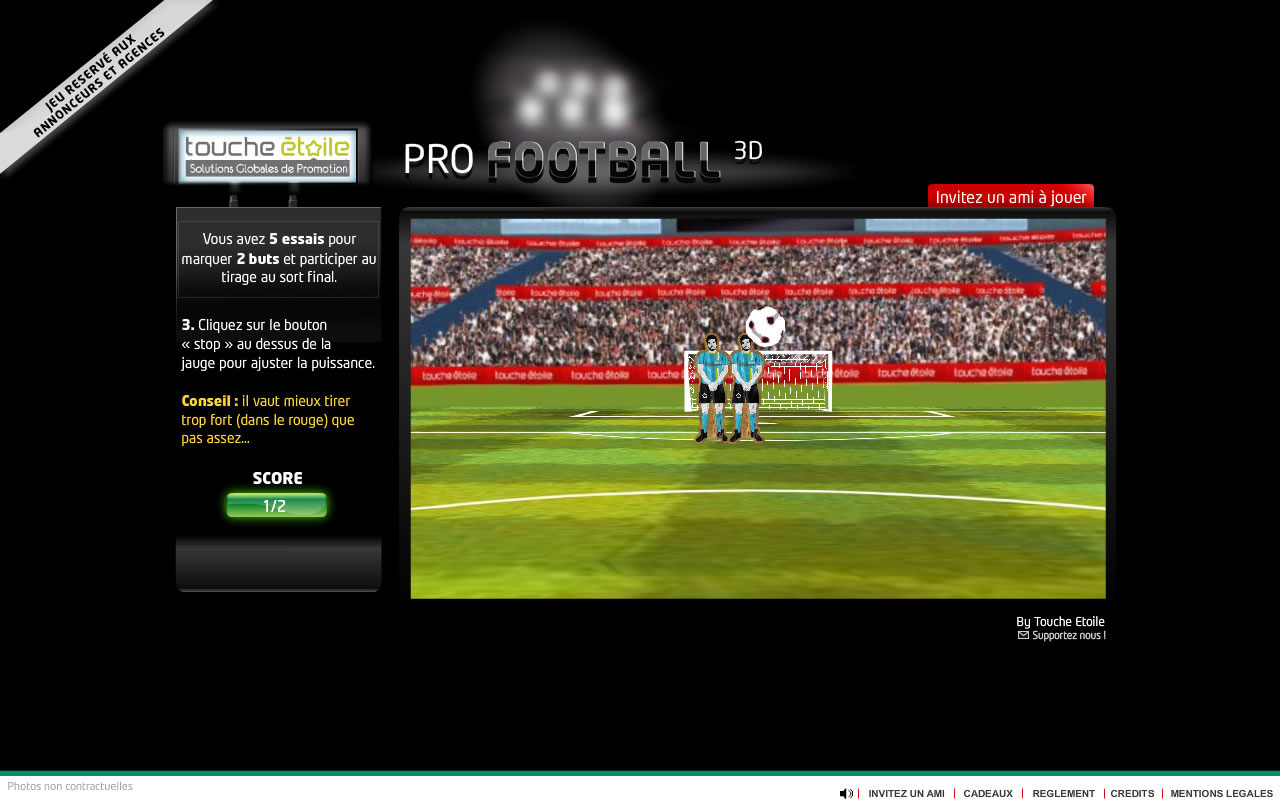 JEU RESERVÉ AUX
ANNONCEURS ET AGENCES
touche étoile
Solutions Globales de Promotion
PRO FOOTBALL 3D
Invitez un ami à jouer
Vous avez 5 essais pour
marquer 2 buts et participer au
tirage au sort final.
3. Cliquez sur le bouton
« stop » au dessus de la
jauge pour ajuster la puissance.
Conseil : il vaut mieux tirer
trop fort (dans le rouge) que
pas assez...
SCORE
1/2
touche étoile touche étoile touche étoile touche étoile touche étoile touche étoile touche étoile
touche étoile touche étoile touche étoile touche étoile touche étoile touche étoile
touche étoile touche étoile touche étoile touche étoile touche étoile touche étoile touche étoile
By Touche Etoile
Supportez nous !
Photos non contractuelles
INVITEZ UN AMI
CADEAUX
REGLEMENT
CREDITS
MENTIONS LEGALES